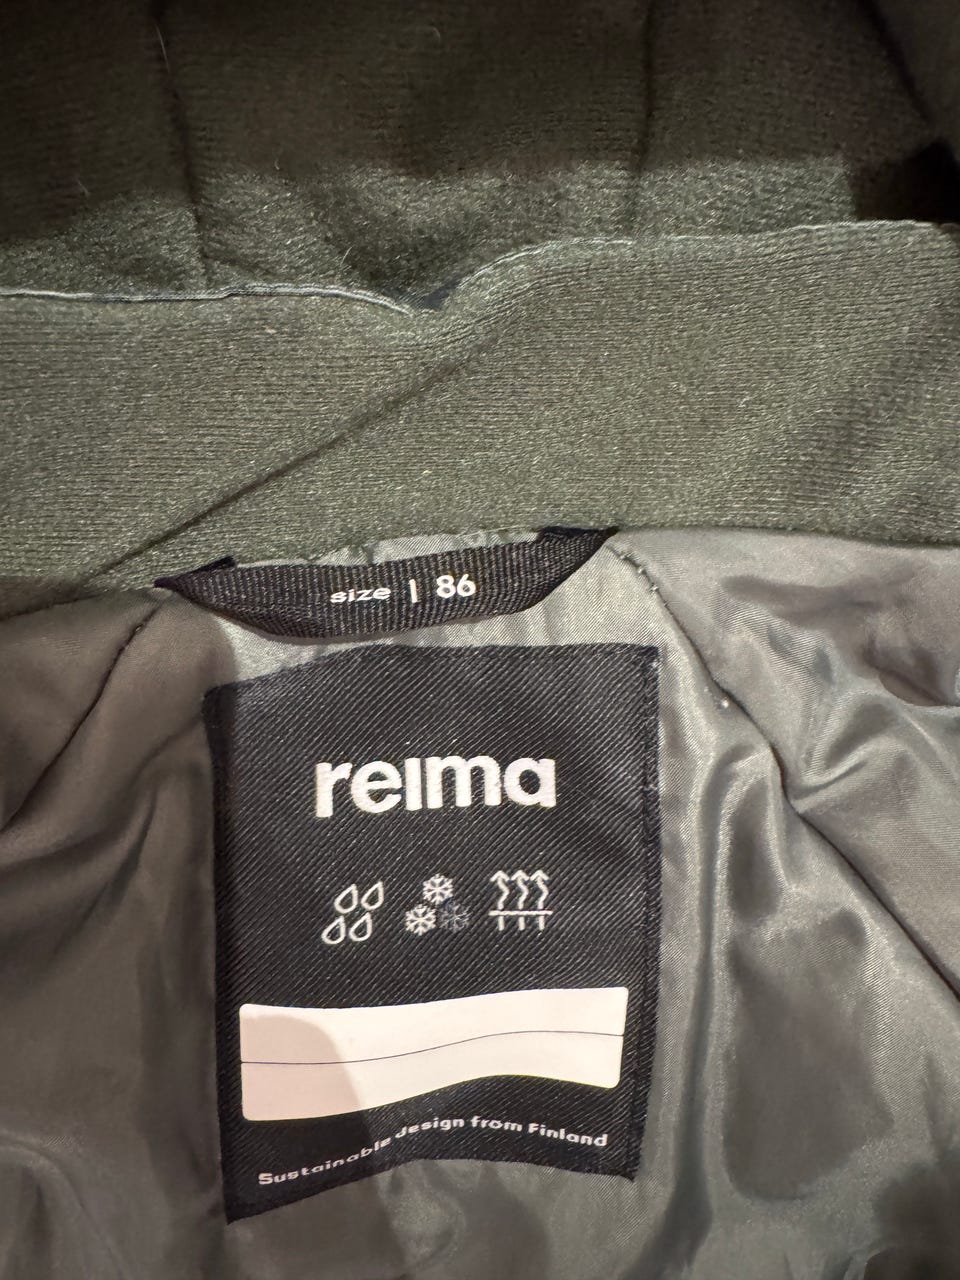 size | 86
reima
Sustainable design from Finland